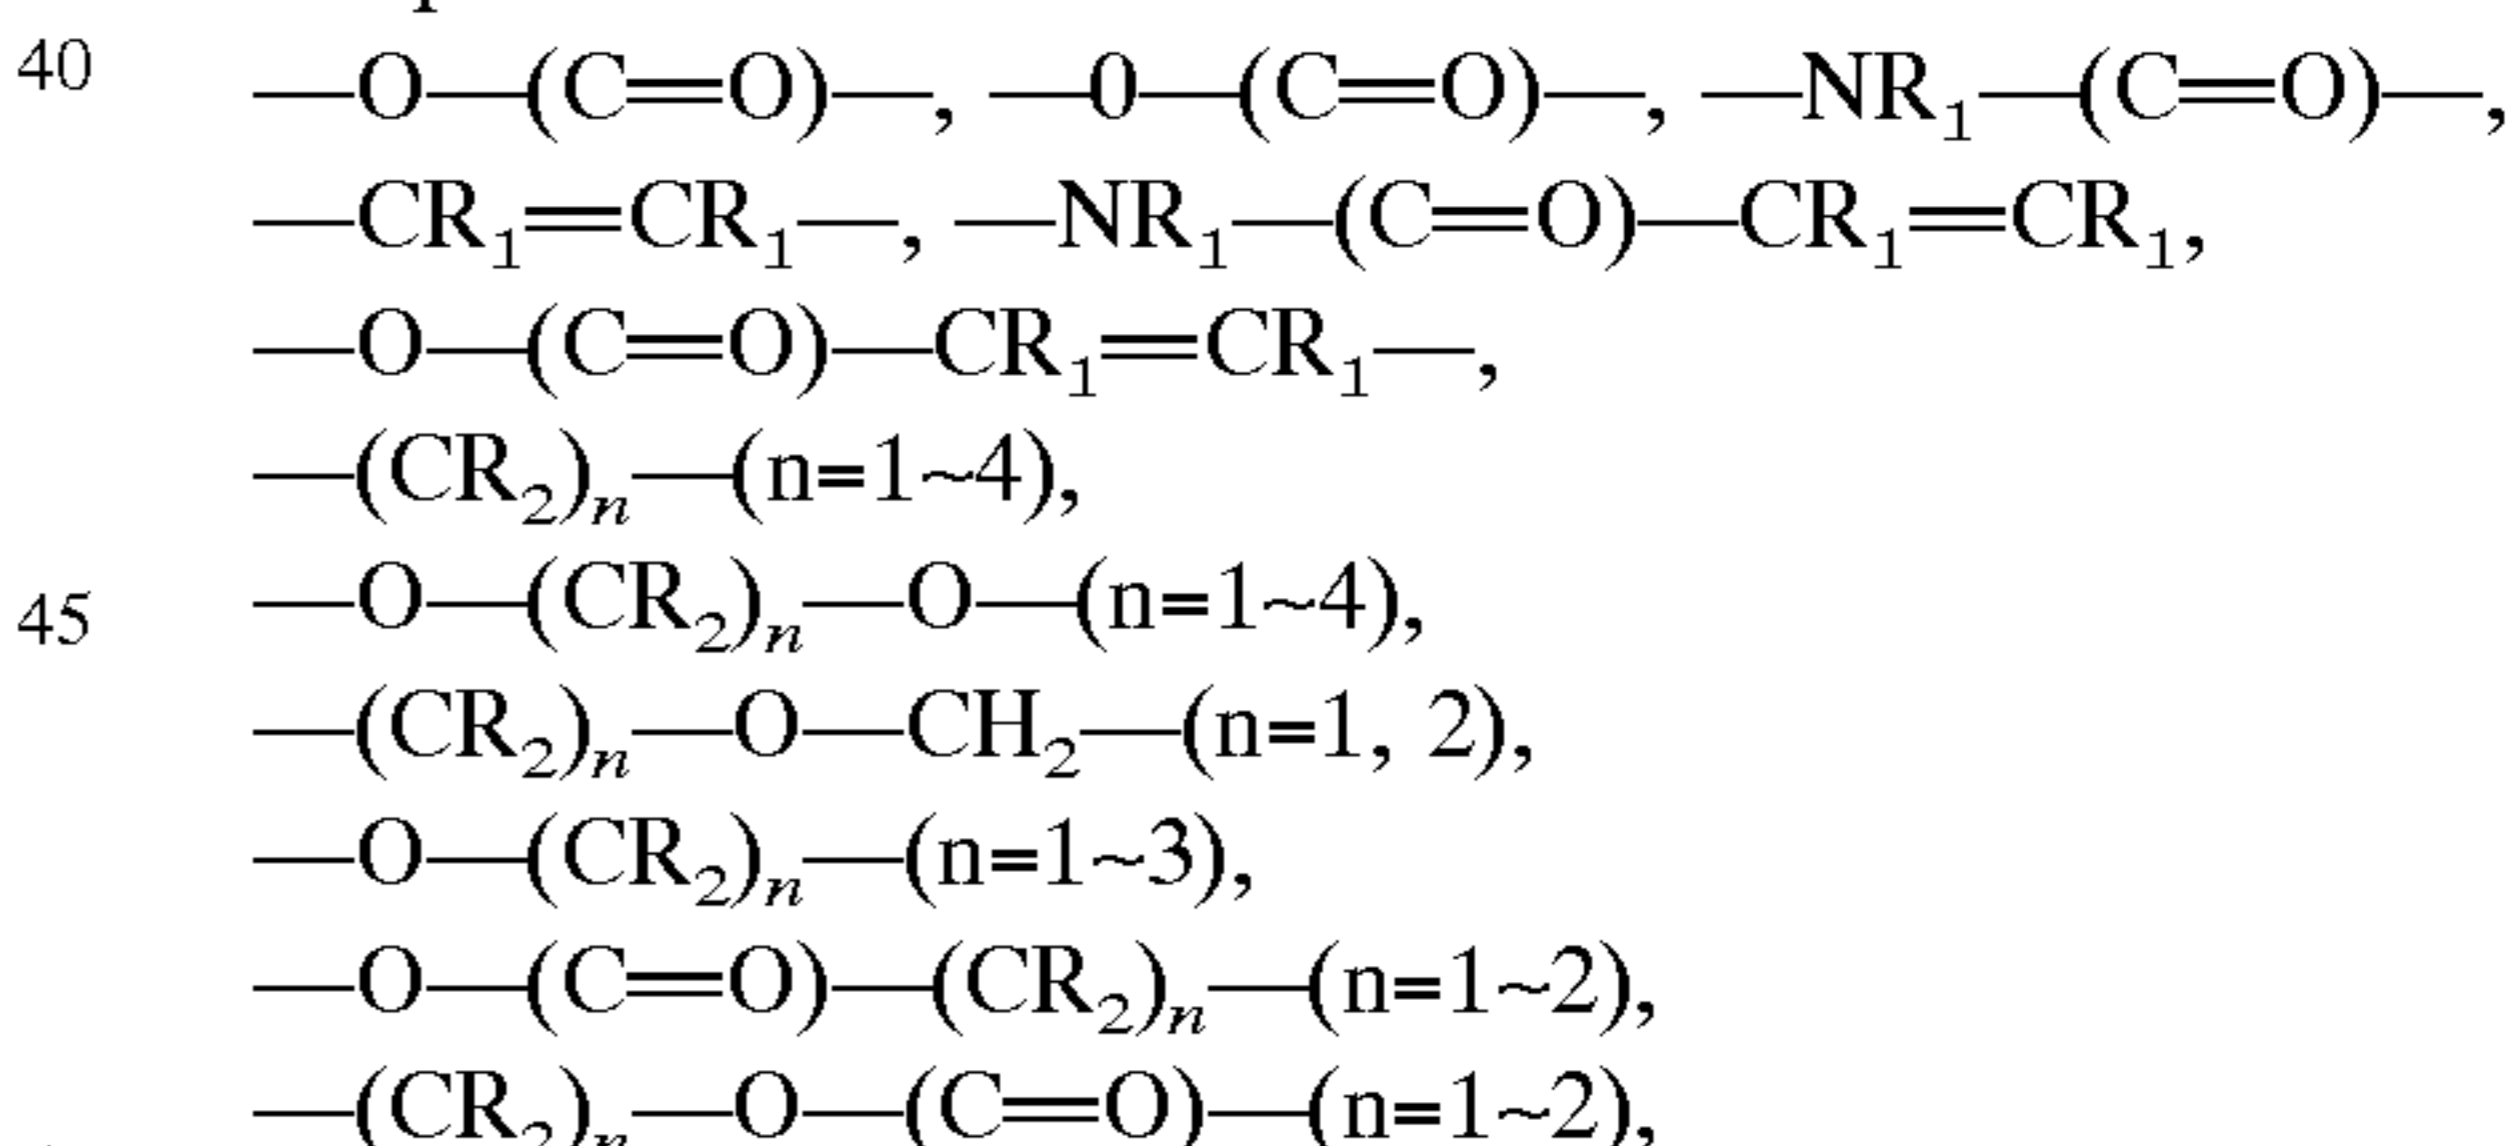 40 —O—(C=O)—, —0—(C=O)—, —NR₁—(C=O)—,
—CR₁=CR₁—, —NR₁—(C=O)—CR₁=CR₁,
—O—(C=O)—CR₁=CR₁—,
—(CR₂)ₙ—(n=1~4),
45 —O—(CR₂)ₙ—O—(n=1~4),
—(CR₂)ₙ—O—CH₂—(n=1, 2),
—O—(CR₂)ₙ—(n=1~3),
—O—(C=O)—(CR₂)ₙ—(n=1~2),
—(CR₂)ₙ—O—(C=O)—(n=1~2),